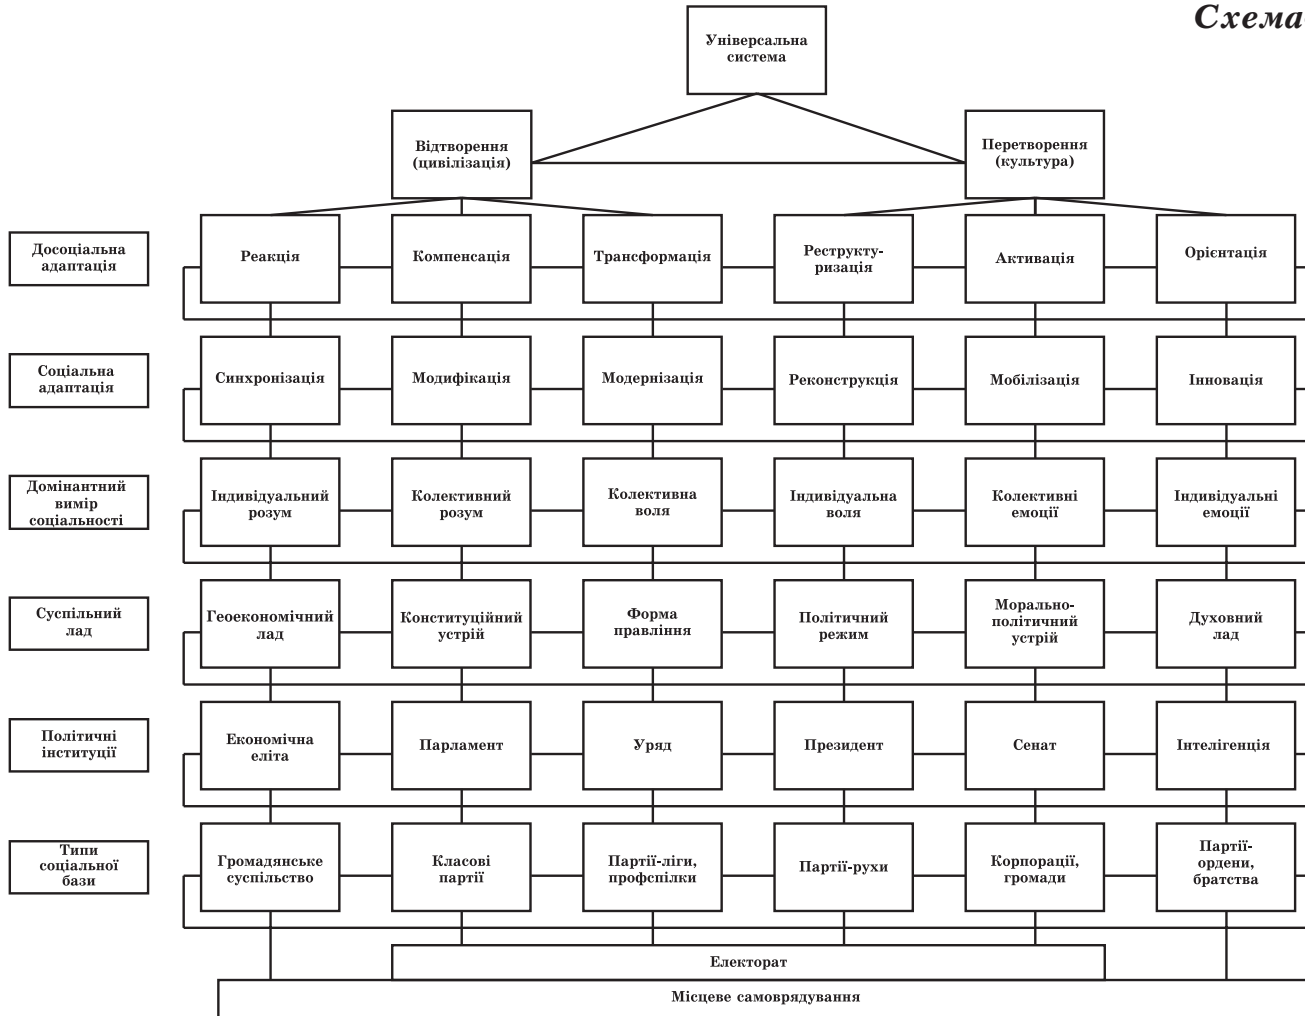 Схема
Універсальна
система
Відтворення
(цивілізація)
Перетворення
(культура)
Досоціальна
адаптація
Реакція
Компенсація
Трансформація
Реструкту-
ризація
Активація
Орієнтація
Соціальна
адаптація
Синхронізація
Модифікація
Модернізація
Реконструкція
Мобілізація
Інновація
Домінантний
вимір
соціальності
Індивідуальний
розум
Колективний
розум
Колективна
воля
Індивідуальна
воля
Колективні
емоції
Індивідуальні
емоції
Суспільний
лад
Геоекономічний
лад
Конституційний
устрій
Форма
правління
Політичний
режим
Морально-
політичний
устрій
Духовний
лад
Політичні
інституції
Економічна
еліта
Парламент
Уряд
Президент
Сенат
Інтелігенція
Типи
соціальної
бази
Громадянське
суспільство
Класові
партії
Партії-ліги,
профспілки
Партії-рухи
Корпорації,
громади
Партії-
ордени,
братства
Електорат
Місцеве самоврядування